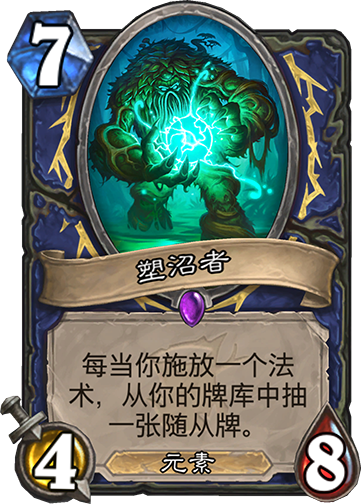 7
塑沼者
每当你施放一个法
术，从你的牌库中抽
一张随从牌。
元素
4
8